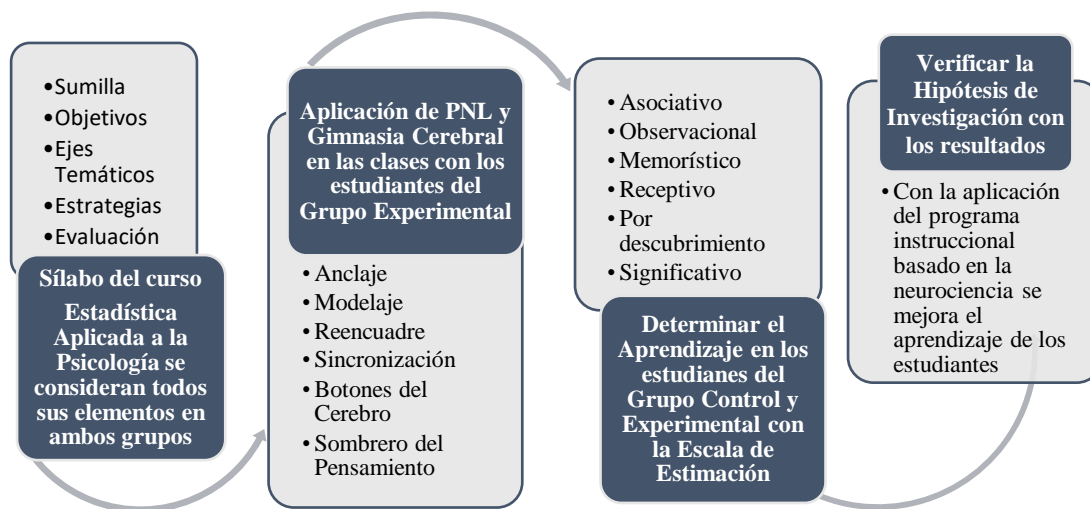 •Sumilla
•Objetivos
•Ejes
Temáticos
•Estrategias
•Evaluación
Sílabo del curso
Estadística
Aplicada a la
Psicología se
consideran todos
sus elementos en
ambos grupos
Aplicación de PNL y
Gimnasia Cerebral
en las clases con los
estudiantes del
Grupo Experimental
• Anclaje
• Modelaje
• Reencuadre
• Sincronización
• Botones del
Cerebro
• Sombrero del
Pensamiento
• Asociativo
• Observacional
• Memorístico
• Receptivo
• Por
descubrimiento
• Significativo
Determinar el
Aprendizaje en los
estudianes del
Grupo Control y
Experimental con
la Escala de
Estimación
Verificar la
Hipótesis de
Investigación con
los resultados
• Con la aplicación
del programa
instruccional
basado en la
neurociencia se
mejora el
aprendizaje de los
estudiantes